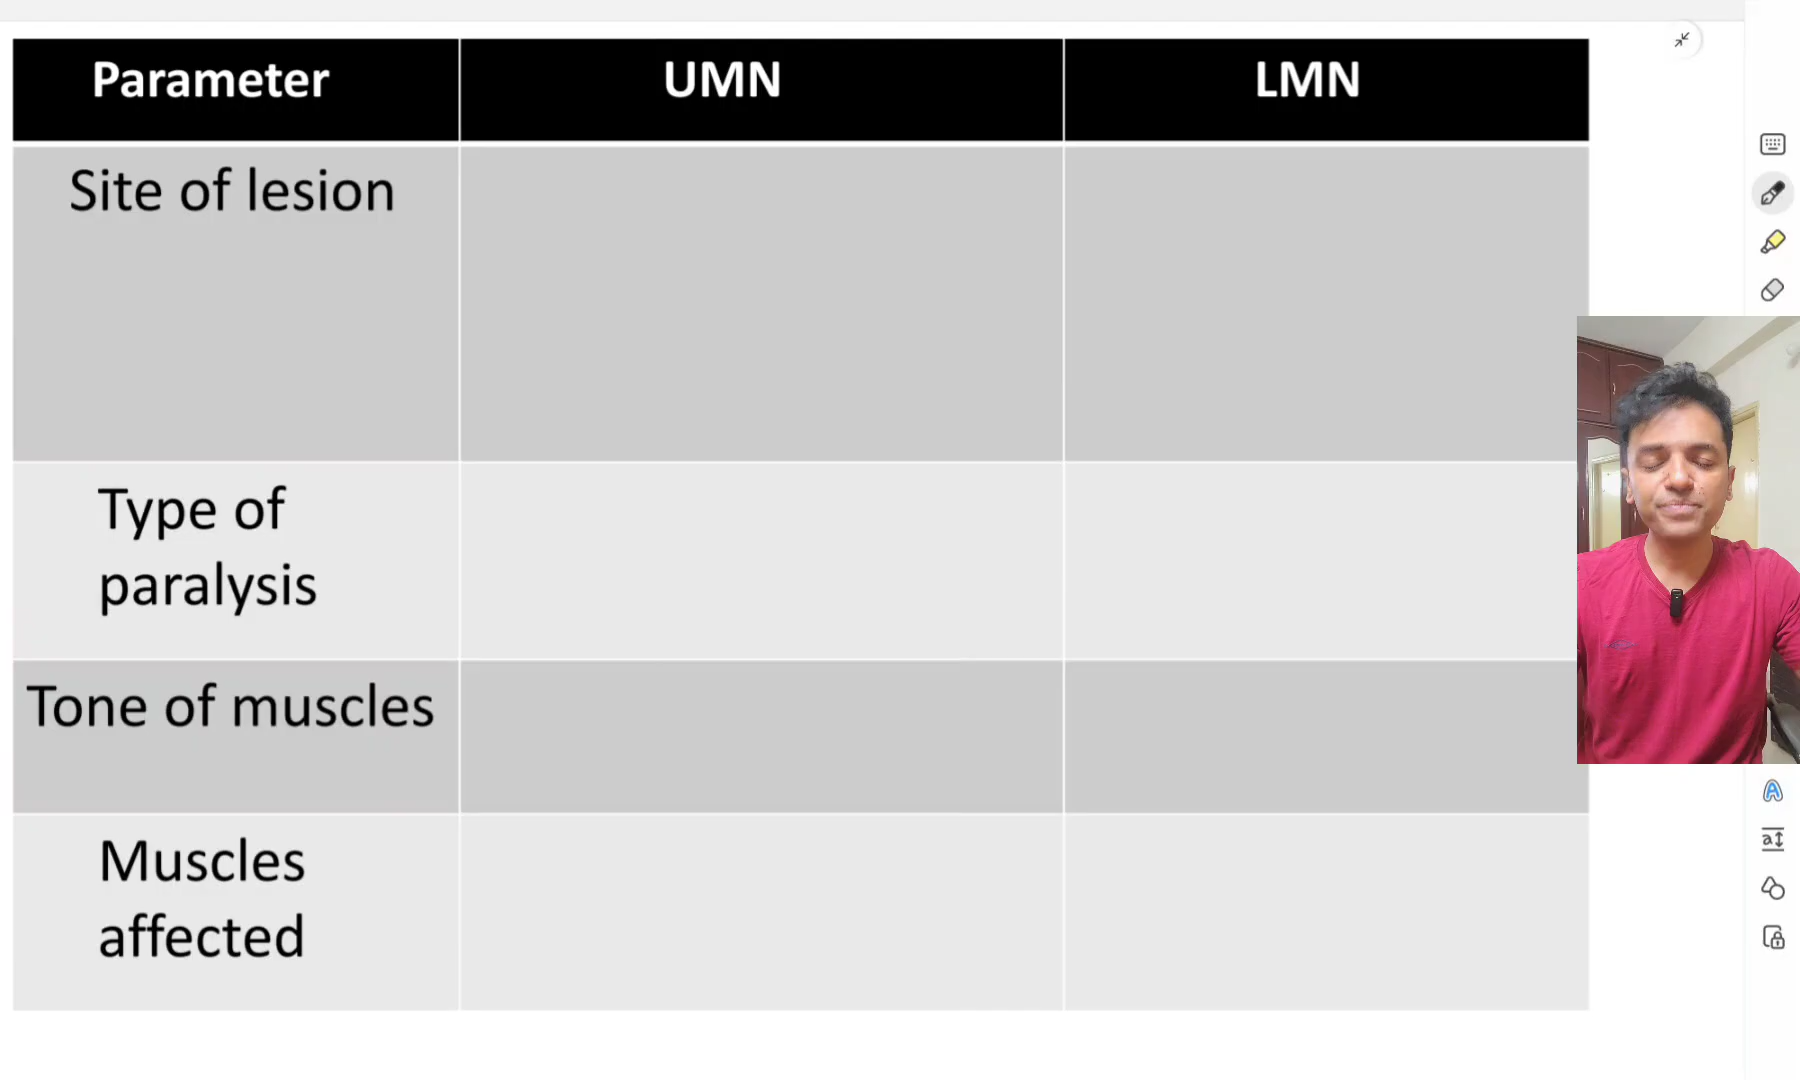 Parameter UMN LMN
Site of lesion
Type of
paralysis
Tone of muscles
Muscles
affected